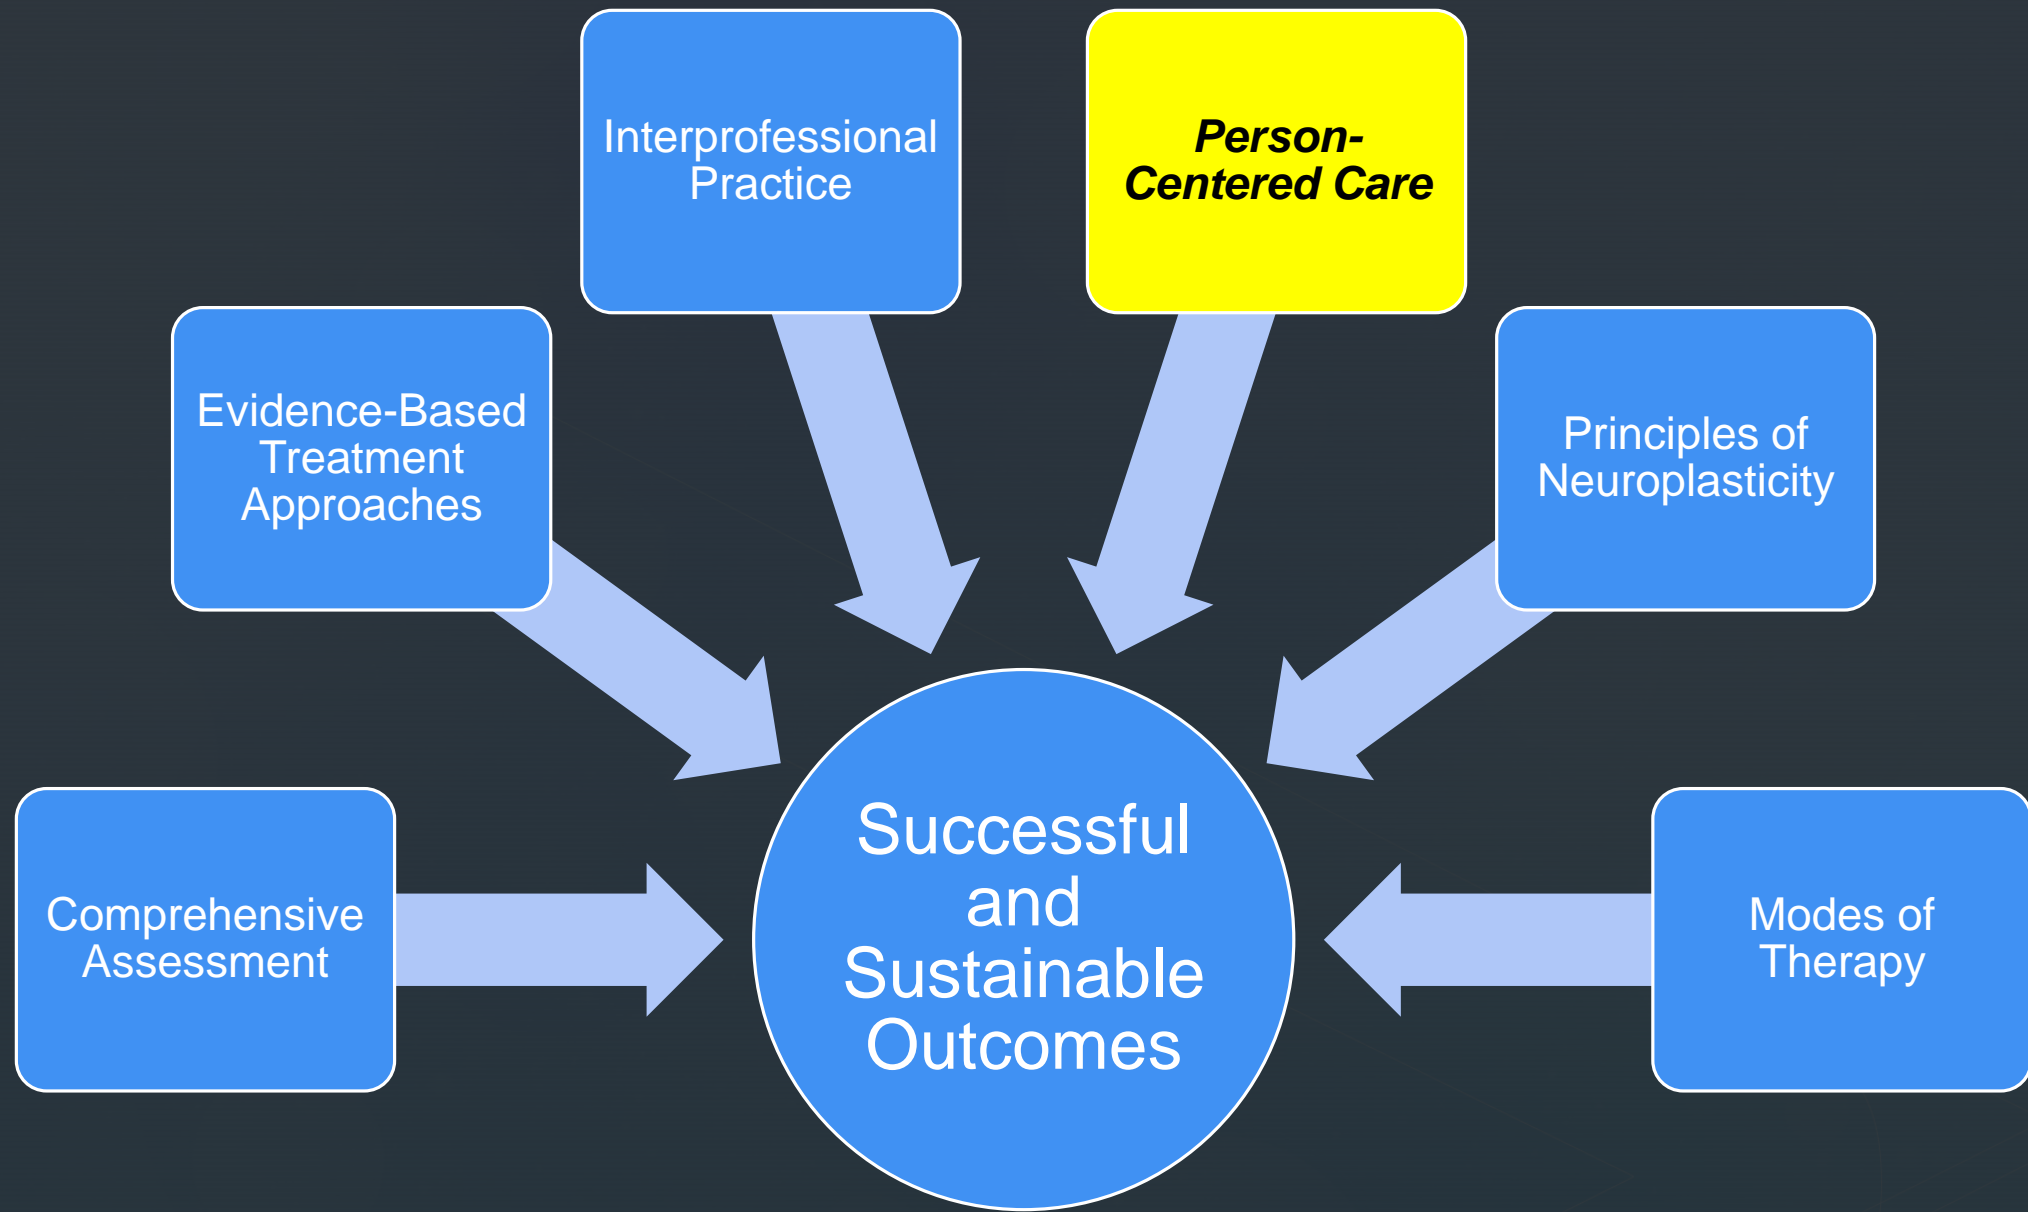 Interprofessional
Practice
Person-
Centered Care
Evidence-Based
Treatment
Approaches
Principles of
Neuroplasticity
Comprehensive
Assessment
Successful
and
Sustainable
Outcomes
Modes of
Therapy